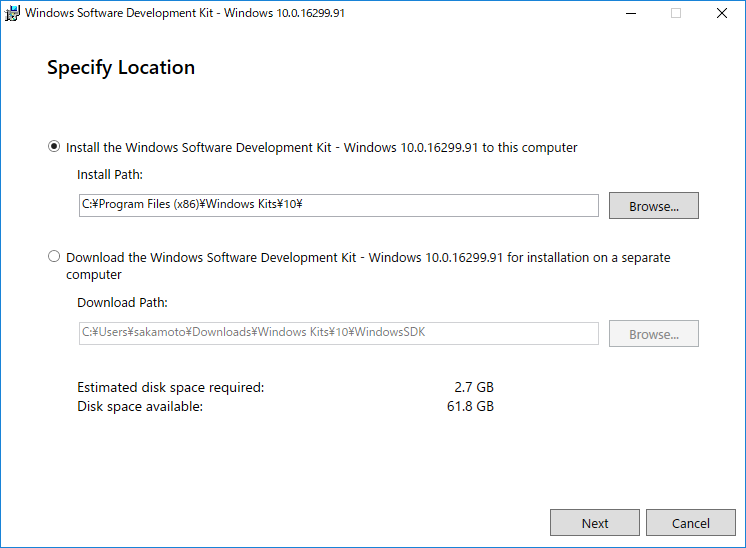 Windows Software Development Kit - Windows 10.0.16299.91
Specify Location
Install the Windows Software Development Kit - Windows 10.0.16299.91 to this computer
Install Path:
C:¥Program Files (x86)¥Windows Kits¥10¥
Browse...
Download the Windows Software Development Kit - Windows 10.0.16299.91 for installation on a separate
computer
Download Path:
C:¥Users¥sakamoto¥Downloads¥Windows Kits¥10¥WindowsSDK
Browse...
Estimated disk space required: 2.7 GB
Disk space available: 61.8 GB
Next Cancel